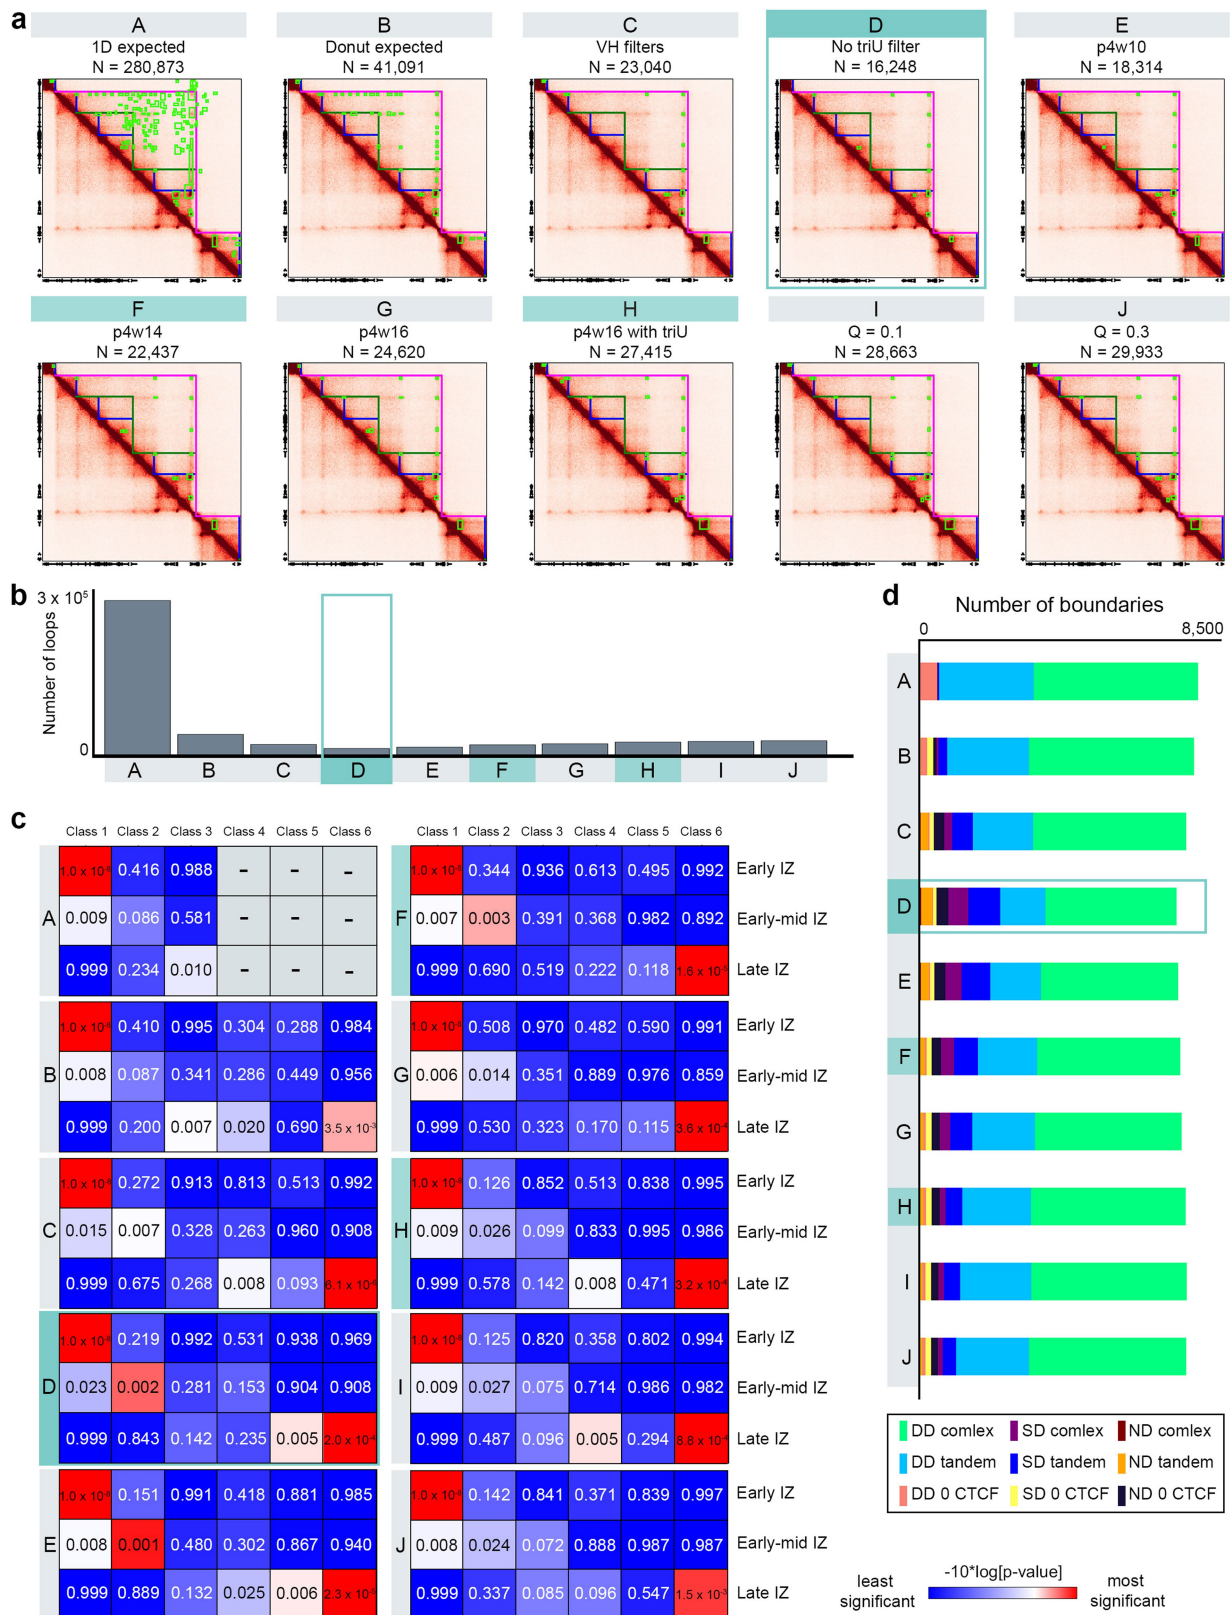 a
A B C D E
1D expected Donut expected VH filters No triU filter p4w10
N = 280,873 N = 41,091 N = 23,040 N = 16,248 N = 18,314
F G H I J
p4w14 p4w16 p4w16 with triU Q = 0.1 Q = 0.3
N = 22,437 N = 24,620 N = 27,415 N = 28,663 N = 29,933
b
3 x 10⁵
Number of loops
0
A B C D E F G H I J
c
Class 1 Class 2 Class 3 Class 4 Class 5 Class 6
A
0.416 0.988 - - -
0.009 0.086 0.581 - - -
0.999 0.234 0.010 - - -
B
0.410 0.995 0.304 0.288 0.984
0.008 0.087 0.341 0.286 0.449 0.956
0.999 0.200 0.007 0.020 0.690 3.5 x 10⁻³
C
0.272 0.913 0.813 0.513 0.992
0.015 0.007 0.328 0.263 0.960 0.908
0.999 0.675 0.268 0.008 0.093
D
0.219 0.992 0.531 0.938 0.969
0.023 0.002 0.281 0.153 0.904 0.908
0.999 0.843 0.142 0.235 0.005
E
0.151 0.991 0.418 0.881 0.985
0.008 0.001 0.480 0.302 0.867 0.940
0.999 0.889 0.132 0.025 0.006
Class 1 Class 2 Class 3 Class 4 Class 5 Class 6
F
0.344 0.936 0.613 0.495 0.992 Early IZ
0.007 0.003 0.391 0.368 0.982 0.892 Early-mid IZ
0.999 0.690 0.519 0.222 0.118 Late IZ
G
0.508 0.970 0.482 0.590 0.991 Early IZ
0.006 0.014 0.351 0.889 0.976 0.859 Early-mid IZ
0.999 0.530 0.323 0.170 0.115 Late IZ
H
0.126 0.852 0.513 0.838 0.995 Early IZ
0.009 0.026 0.099 0.833 0.995 0.986 Early-mid IZ
0.999 0.578 0.142 0.008 0.471 Late IZ
I
0.125 0.820 0.358 0.802 0.994 Early IZ
0.009 0.027 0.075 0.714 0.986 0.982 Early-mid IZ
0.999 0.487 0.096 0.005 0.294 Late IZ
J
0.142 0.841 0.371 0.839 0.997 Early IZ
0.008 0.024 0.072 0.888 0.987 0.987 Early-mid IZ
0.999 0.337 0.085 0.096 0.547 1.5 x 10⁻³ Late IZ
d
Number of boundaries
0 8,500
A
B
C
D
E
F
G
H
I
J
DD comlex SD comlex ND comlex
DD tandem SD tandem ND tandem
DD 0 CTCF SD 0 CTCF ND 0 CTCF
-10*log[p-value]
least significant
most significant